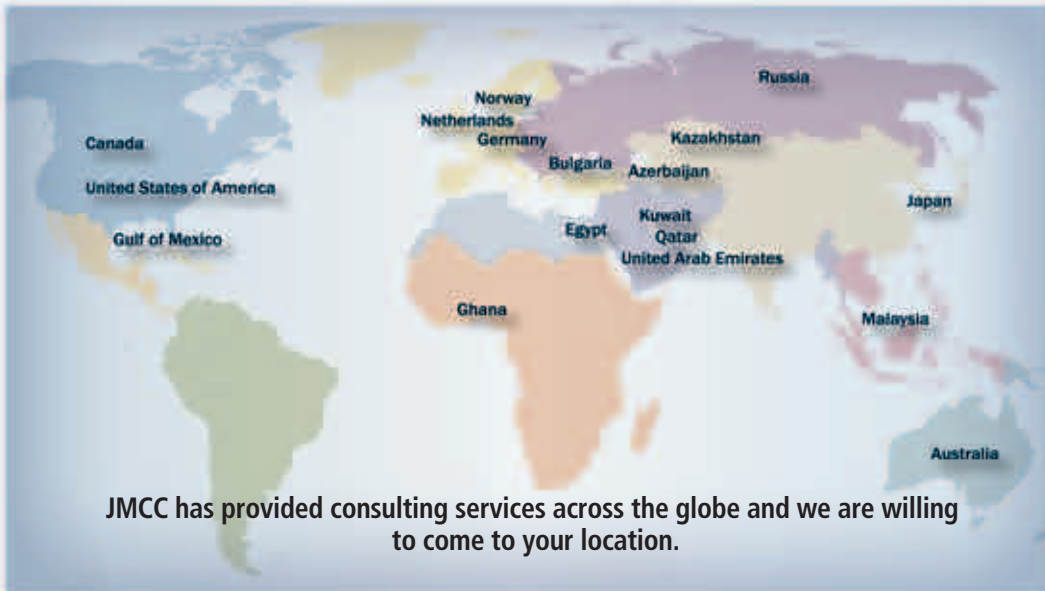 Russia
Norway
Netherlands
Germany
Kazakhstan
Canada
Bulgaria
Azerbaijan
United States of America
Japan
Kuwait
Gulf of Mexico
Egypt
Qatar
United Arab Emirates
Ghana
Malaysia
Australia
JMCC has provided consulting services across the globe and we are willing
to come to your location.